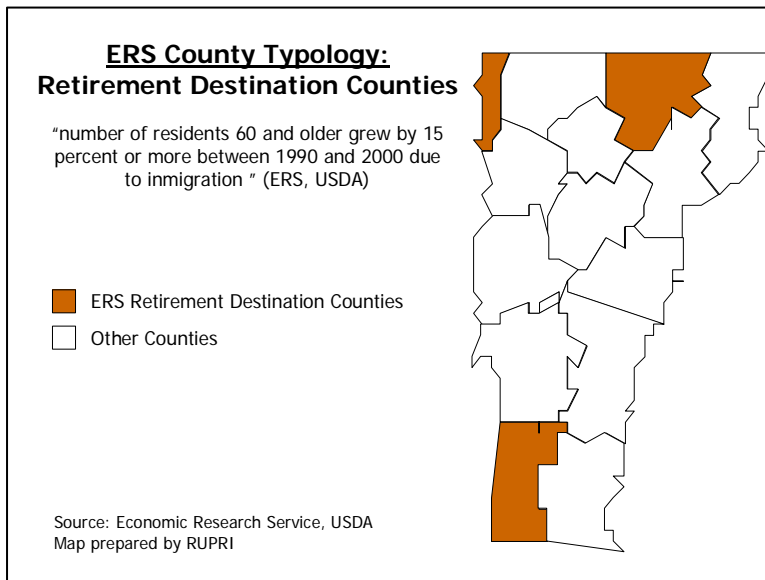 ERS County Typology:
Retirement Destination Counties
"number of residents 60 and older grew by 15
percent or more between 1990 and 2000 due
to inmigration " (ERS, USDA)
ERS Retirement Destination Counties
Other Counties
Source: Economic Research Service, USDA
Map prepared by RUPRI